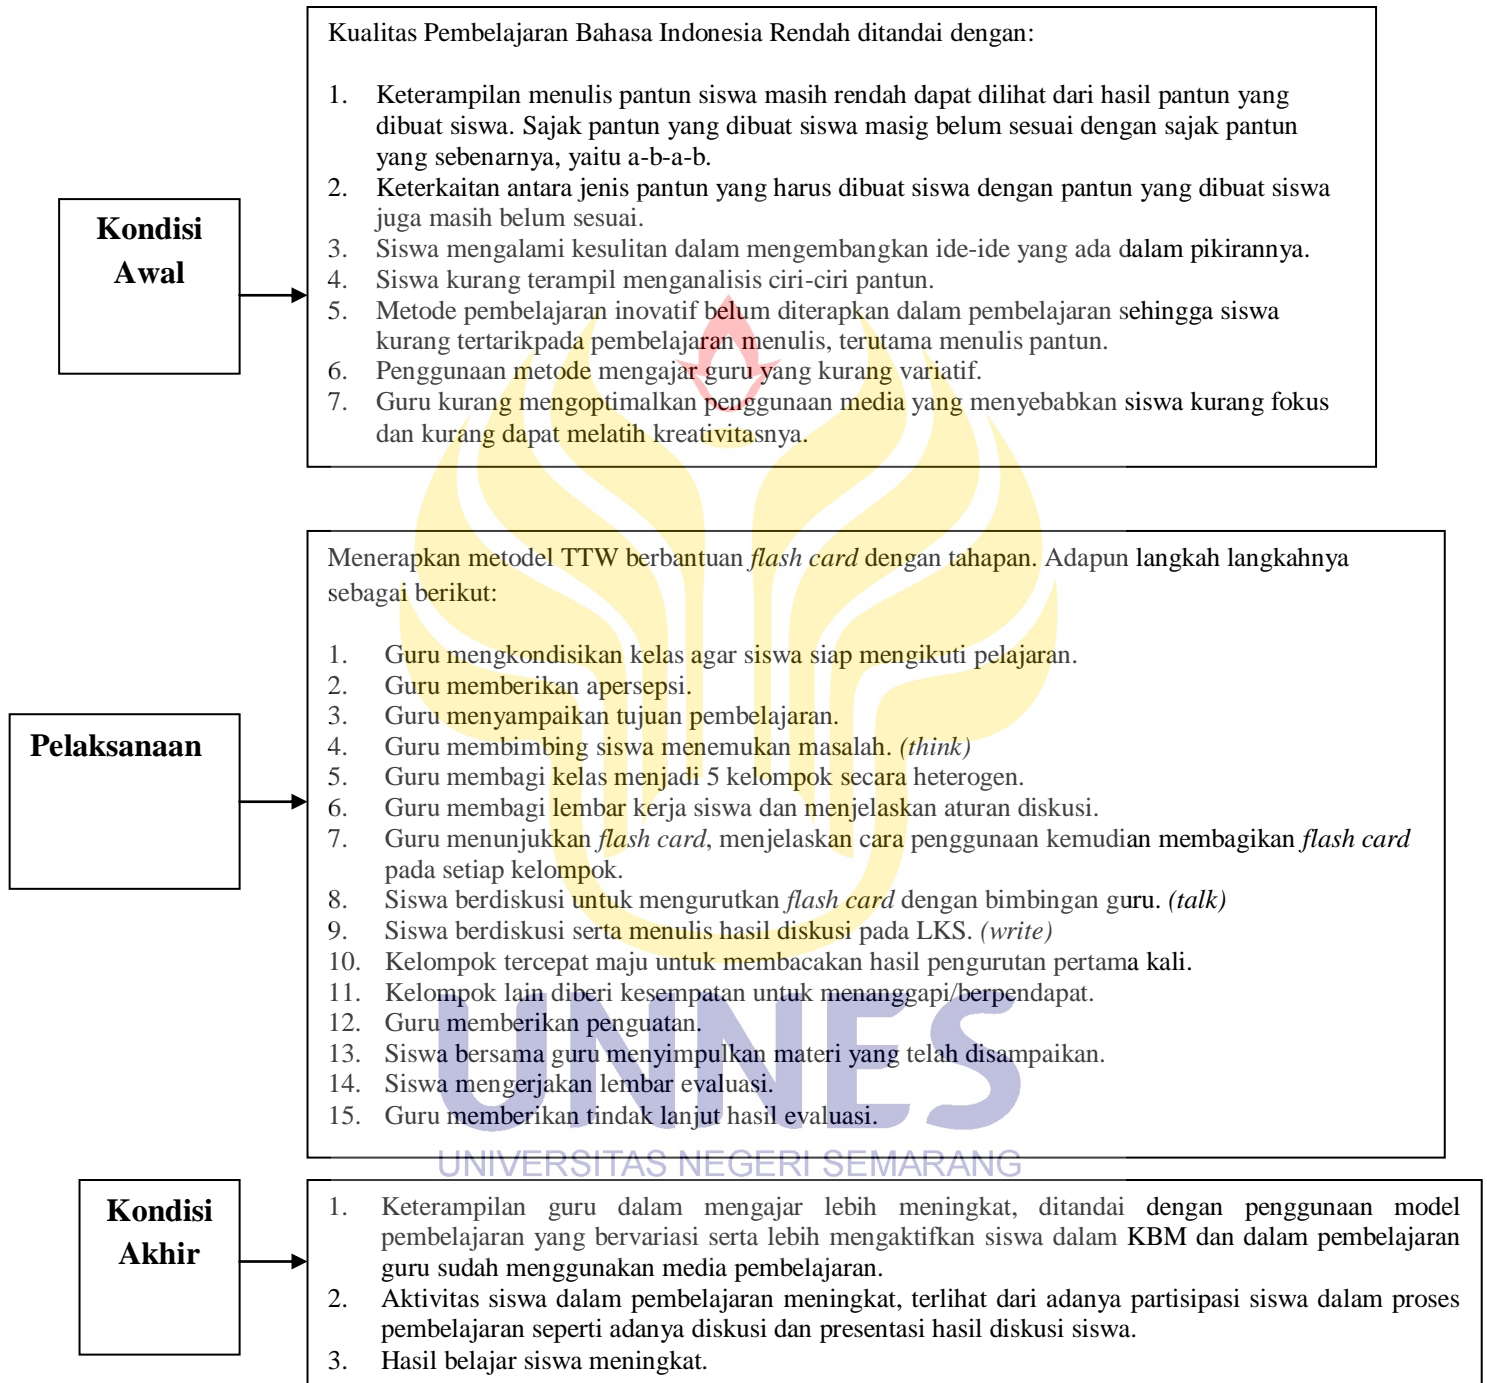 Kualitas Pembelajaran Bahasa Indonesia Rendah ditandai dengan:
1. Keterampilan menulis pantun siswa masih rendah dapat dilihat dari hasil pantun yang
dibuat siswa. Sajak pantun yang dibuat siswa masig belum sesuai dengan sajak pantun
yang sebenarnya, yaitu a-b-a-b.
2. Keterkaitan antara jenis pantun yang harus dibuat siswa dengan pantun yang dibuat siswa
juga masih belum sesuai.
3. Siswa mengalami kesulitan dalam mengembangkan ide-ide yang ada dalam pikirannya.
4. Siswa kurang terampil menganalisis ciri-ciri pantun.
5. Metode pembelajaran inovatif belum diterapkan dalam pembelajaran sehingga siswa
kurang tertarikpada pembelajaran menulis, terutama menulis pantun.
6. Penggunaan metode mengajar guru yang kurang variatif.
7. Guru kurang mengoptimalkan penggunaan media yang menyebabkan siswa kurang fokus
dan kurang dapat melatih kreativitasnya.
Kondisi
Awal
Menerapkan metodel TTW berbantuan flash card dengan tahapan. Adapun langkah langkahnya
sebagai berikut:
1. Guru mengkondisikan kelas agar siswa siap mengikuti pelajaran.
2. Guru memberikan apersepsi.
3. Guru menyampaikan tujuan pembelajaran.
4. Guru membimbing siswa menemukan masalah. (think)
5. Guru membagi kelas menjadi 5 kelompok secara heterogen.
6. Guru membagi lembar kerja siswa dan menjelaskan aturan diskusi.
7. Guru menunjukkan flash card, menjelaskan cara penggunaan kemudian membagikan flash card
pada setiap kelompok.
8. Siswa berdiskusi untuk mengurutkan flash card dengan bimbingan guru. (talk)
9. Siswa berdiskusi serta menulis hasil diskusi pada LKS. (write)
10. Kelompok tercepat maju untuk membacakan hasil pengurutan pertama kali.
11. Kelompok lain diberi kesempatan untuk menanggapi/berpendapat.
12. Guru memberikan penguatan.
13. Siswa bersama guru menyimpulkan materi yang telah disampaikan.
14. Siswa mengerjakan lembar evaluasi.
15. Guru memberikan tindak lanjut hasil evaluasi.
Pelaksanaan
UNNES
UNIVERSITAS NEGERI SEMARANG
Kondisi
Akhir
1. Keterampilan guru dalam mengajar lebih meningkat, ditandai dengan penggunaan model
pembelajaran yang bervariasi serta lebih mengaktifkan siswa dalam KBM dan dalam pembelajaran
guru sudah menggunakan media pembelajaran.
2. Aktivitas siswa dalam pembelajaran meningkat, terlihat dari adanya partisipasi siswa dalam proses
pembelajaran seperti adanya diskusi dan presentasi hasil diskusi siswa.
3. Hasil belajar siswa meningkat.